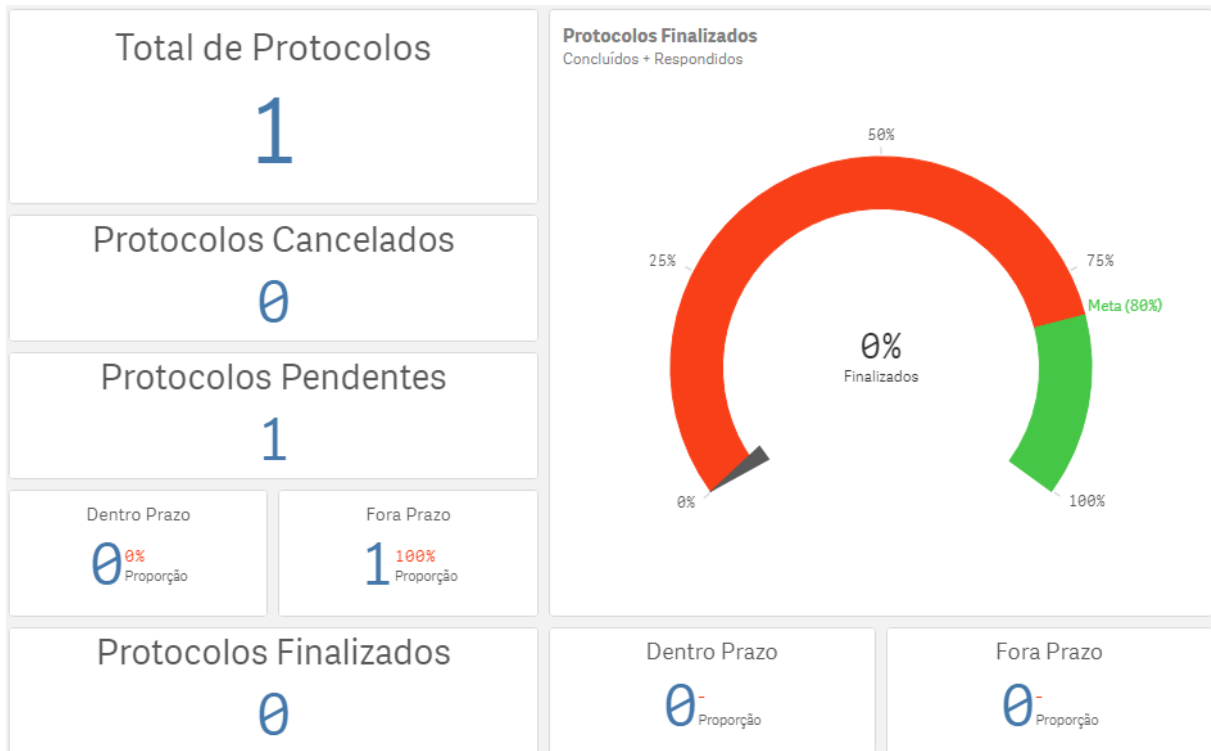 Total de Protocolos
1
Protocolos Cancelados
0
Protocolos Pendentes
1
Dentro Prazo
0 0%
Proporção
Fora Prazo
1 100%
Proporção
Protocolos Finalizados
0
Protocolos Finalizados
Concluídos + Respondidos
50%
25%
75%
Meta (80%)
0%
Finalizados
0%
100%
Dentro Prazo
0 -
Proporção
Fora Prazo
0 -
Proporção